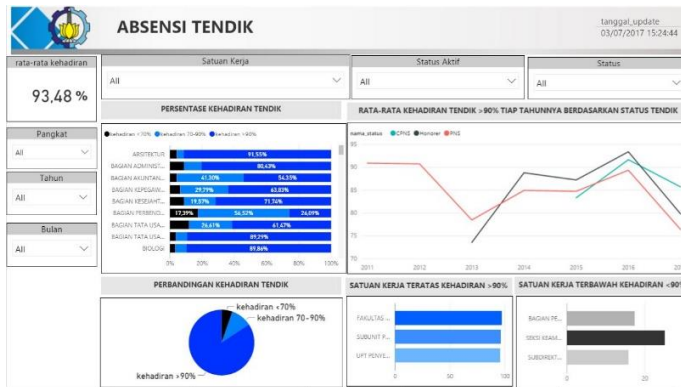 ABSENSI TENDIK
tanggal_update
03/07/2017 15:24:44
rata-rata kehadiran
93,48 %
Satuan Kerja
All
Status Aktif
All
Status
All
Pangkat
All
Tahun
All
Bulan
All
PERSENTASE KEHADIRAN TENDIK
kehadiran <70% kehadiran 70-90% kehadiran >90%
ARSITEKTUR 91,55%
BAGIAN ADMINIST... 80,43%
BAGIAN AKUNTAN... 41,30% 54,35%
BAGIAN KEPEGAW... 29,79% 63,83%
BAGIAN KESEJAHT... 19,57% 71,74%
BAGIAN PERBEND... 17,39% 56,52% 26,09%
BAGIAN TATA USA... 26,61% 61,47%
BAGIAN TATA USA... 89,29%
BIOLOGI 89,86%
0% 20% 40% 60% 80% 100%
RATA-RATA KEHADIRAN TENDIK >90% TIAP TAHUNNYA BERDASARKAN STATUS TENDIK
nama_status CPNS Honorer PNS
95
90
85
80
75
70
2011 2012 2013 2014 2015 2016
PERBANDINGAN KEHADIRAN TENDIK
kehadiran <70%
kehadiran 70-90%
kehadiran >90%
SATUAN KERJA TERATAS KEHADIRAN >90%
FAKULTAS ...
SUBUNIT P...
UPT PENYE...
0 50 100
SATUAN KERJA TERBAWAH KEHADIRAN <90%
BAGIAN PE...
SEKSI KEAM...
SUBDIREKT...
0 20